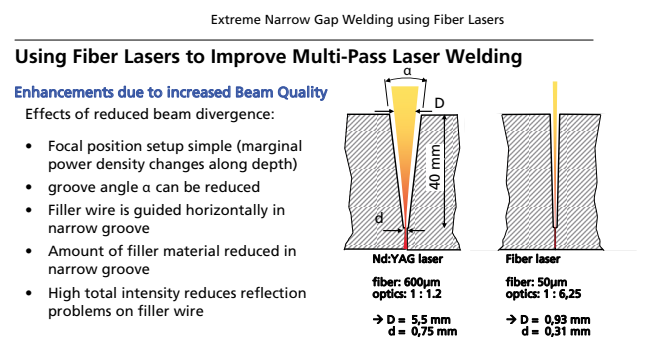 Extreme Narrow Gap Welding using Fiber Lasers
Using Fiber Lasers to Improve Multi-Pass Laser Welding
Enhancements due to increased Beam Quality
Effects of reduced beam divergence:
• Focal position setup simple (marginal
power density changes along depth)
• groove angle α can be reduced
• Filler wire is guided horizontally in
narrow groove
• Amount of filler material reduced in
narrow groove
• High total intensity reduces reflection
problems on filler wire
α
D
40 mm
d
Nd:YAG laser
fiber: 600µm
optics: 1 : 1.2
→ D = 5,5 mm
d = 0,75 mm
Fiber laser
fiber: 50µm
optics: 1 : 6,25
→ D = 0,93 mm
d = 0,31 mm